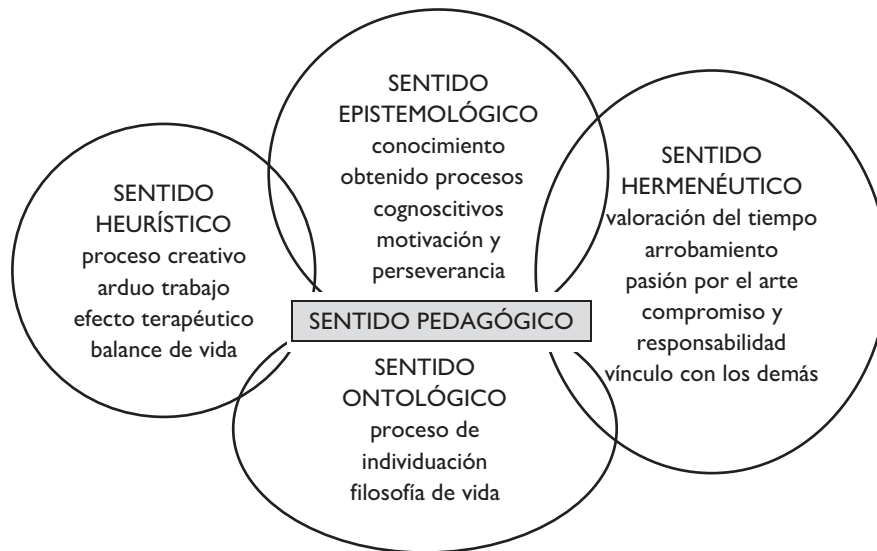 SENTIDO
HEURÍSTICO
proceso creativo
arduo trabajo
efecto terapéutico
balance de vida
SENTIDO
EPISTEMOLÓGICO
conocimiento
obtenido procesos
cognoscitivos
motivación y
perseverancia
SENTIDO
HERMENÉUTICO
valoración del tiempo
arrobamiento
pasión por el arte
compromiso y
responsabilidad
vínculo con los demás
SENTIDO PEDAGÓGICO
SENTIDO
ONTOLÓGICO
proceso de
individuación
filosofía de vida